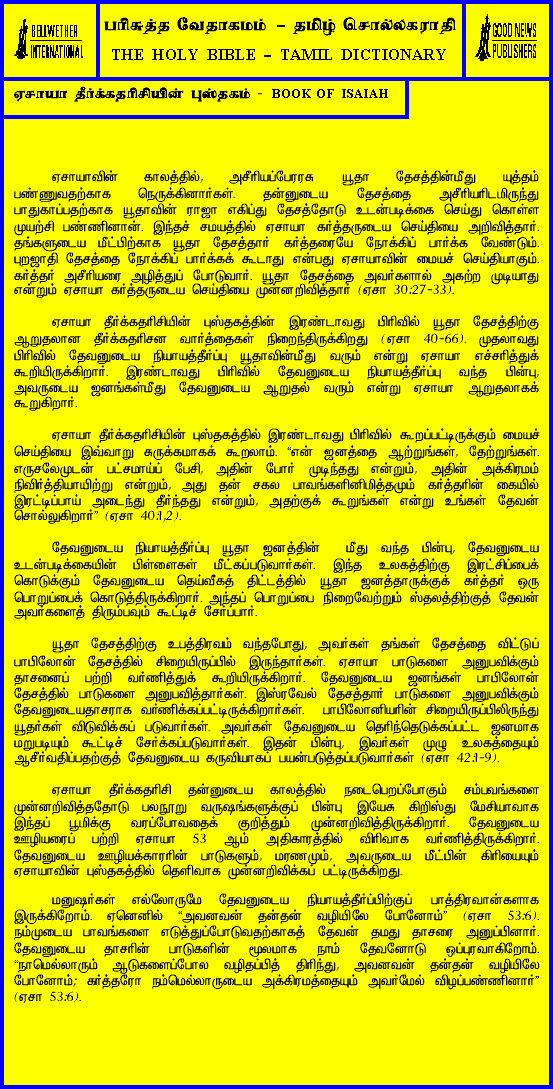 BELLWETHER
INTERNATIONAL
பரிசுத்த வேதாகமம் – தமிழ் சொல்லகராதி
THE HOLY BIBLE – TAMIL DICTIONARY
GOOD NEWS
PUBLISHERS
ஏசாயா தீர்க்கதரிசியின் புஸ்தகம் - BOOK OF ISAIAH
ஏசாயாவின் காலத்தில், அசீரியப்பேரரசு யூதா தேசத்தின்மீது யுத்தம்
பண்ணுவதற்காக நெருக்கினார்கள். தன்னுடைய தேசத்தை அசீரியரிடமிருந்து
பாதுகாப்பதற்காக யூதாவின் ராஜா எகிப்து தேசத்தோடு உடன்படிக்கை செய்து கொள்ள
முயற்சி பண்ணினான். இந்தச் சமயத்தில் ஏசாயா கர்த்தருடைய செய்தியை அறிவித்தார்.
தங்களுடைய மீட்பிற்காக யூதா தேசத்தார் கர்த்தரையே நோக்கிப் பார்க்க வேண்டும்.
புறஜாதி தேசத்தை நோக்கிப் பார்க்கக் கூடாது என்பது ஏசாயாவின் மையச் செய்தியாகும்.
கர்த்தர் அசீரியரை அழித்துப் போடுவார். யூதா தேசத்தை அவர்களால் அகற்ற முடியாது
என்றும் ஏசாயா கர்த்தருடைய செய்தியை முன்னறிவித்தார் (ஏசா 30:27-33).
ஏசாயா தீர்க்கதரிசியின் புஸ்தகத்தின் இரண்டாவது பிரிவில் யூதா தேசத்திற்கு
ஆறுதலான தீர்க்கதரிசன வார்த்தைகள் நிறைந்திருக்கிறது (ஏசா 40-66). முதலாவது
பிரிவில் தேவனுடைய நியாயத்தீர்ப்பு யூதாவின்மீது வரும் என்று ஏசாயா எச்சரித்துக்
கூறியிருக்கிறார். இரண்டாவது பிரிவில் தேவனுடைய நியாயத்தீர்ப்பு வந்த பின்பு,
அவருடைய ஜனங்கள்மீது தேவனுடைய ஆறுதல் வரும் என்று ஏசாயா ஆறுதலாகக்
கூறுகிறார்.
ஏசாயா தீர்க்கதரிசியின் புஸ்தகத்தில் இரண்டாவது பிரிவில் கூறப்பட்டிருக்கும் மையச்
செய்தியை இவ்வாறு சுருக்கமாகக் கூறலாம். “என் ஜனத்தை ஆற்றுங்கள், தேற்றுங்கள்.
எருசலேமுடன் பட்சமாய்ப் பேசி, அதின் போர் முடிந்தது என்றும், அதின் அக்கிரமம்
நிவிர்த்தியாயிற்று என்றும், அது தன் சகல பாவங்களினிமித்தமும் கர்த்தரின் கையில்
இரட்டிப்பாய் அடைந்து தீர்ந்தது என்றும், அதற்குக் கூறுங்கள் என்று உங்கள் தேவன்
சொல்லுகிறார்” (ஏசா 40:1,2).
தேவனுடைய நியாயத்தீர்ப்பு யூதா ஜனத்தின் மீது வந்த பின்பு, தேவனுடைய
உடன்படிக்கையின் பிள்ளைகள் மீட்கப்படுவார்கள். இந்த உலகத்திற்கு இரட்சிப்பைக்
கொடுக்கும் தேவனுடைய தெய்வீகத் திட்டத்தில் யூதா ஜனத்தாருக்குக் கர்த்தர் ஒரு
பொறுப்பைக் கொடுத்திருக்கிறார். அந்தப் பொறுப்பை நிறைவேற்றும் ஸ்தலத்திற்குத் தேவன்
அவர்களைத் திரும்பவும் கூட்டிச் சேர்ப்பார்.
யூதா தேசத்திற்கு உபத்திரவம் வந்தபோது, அவர்கள் தங்கள் தேசத்தை விட்டுப்
பாபிலோன் தேசத்தில் சிறையிருப்பில் இருந்தார்கள். ஏசாயா பாடுகளை அனுபவிக்கும்
தாசனைப் பற்றி வர்ணித்துக் கூறியிருக்கிறார். தேவனுடைய ஜனங்கள் பாபிலோன்
தேசத்தில் பாடுகளை அனுபவித்தார்கள். இஸ்ரவேல் தேசத்தார் பாடுகளை அனுபவிக்கும்
தேவனுடையதாசராக வர்ணிக்கப்பட்டிருக்கிறார்கள். பாபிலோனியரின் சிறையிருப்பிலிருந்து
யூதர்கள் விடுவிக்கப் படுவார்கள். அவர்கள் தேவனுடைய தெரிந்தெடுக்கப்பட்ட ஜனமாக
மறுபடியும் கூட்டிச் சேர்க்கப்படுவார்கள். இதன் பின்பு, இவர்கள் முழு உலகத்தையும்
ஆசீர்வதிப்பதற்குத் தேவனுடைய கருவியாகப் பயன்படுத்தப்படுவார்கள் (ஏசா 42:1-9).
ஏசாயா தீர்க்கதரிசி தன்னுடைய காலத்தில் நடைபெறப்போகும் சம்பவங்களை
முன்னறிவித்ததோடு பலநூறு வருஷங்களுக்குப் பின்பு இயேசு கிறிஸ்து மேசியாவாக
இந்தப் பூமிக்கு வரப்போவதைக் குறித்தும் முன்னறிவித்திருக்கிறார். தேவனுடைய
ஊழியரைப் பற்றி ஏசாயா 53 ஆம் அதிகாரத்தில் விரிவாக வர்ணித்திருக்கிறார்.
தேவனுடைய ஊழியக்காரரின் பாடுகளும், மரணமும், அவருடைய மீட்பின் கிரியையும்
ஏசாயாவின் புஸ்தகத்தில் தெளிவாக முன்னறிவிக்கப் பட்டிருக்கிறது.
மனுஷர்கள் எல்லோருமே தேவனுடைய நியாயத்தீர்ப்பிற்குப் பாத்திரவான்களாக
இருக்கிறோம். ஏனெனில் “அவனவன் தன்தன் வழியிலே போனோம்” (ஏசா 53:6).
நம்முடைய பாவங்களை எடுத்துப்போடுவதற்காகத் தேவன் தமது தாசரை அனுப்பினார்.
தேவனுடைய தாசரின் பாடுகளின் மூலமாக நாம் தேவனோடு ஒப்புரவாகிறோம்.
“நாமெல்லாரும் ஆடுகளைப்போல வழிதப்பித் திரிந்து, அவனவன் தன்தன் வழியிலே
போனோம்; கர்த்தரோ நம்மெல்லாருடைய அக்கிரமத்தையும் அவர்மேல் விழப்பண்ணினார்”
(ஏசா 53:6).